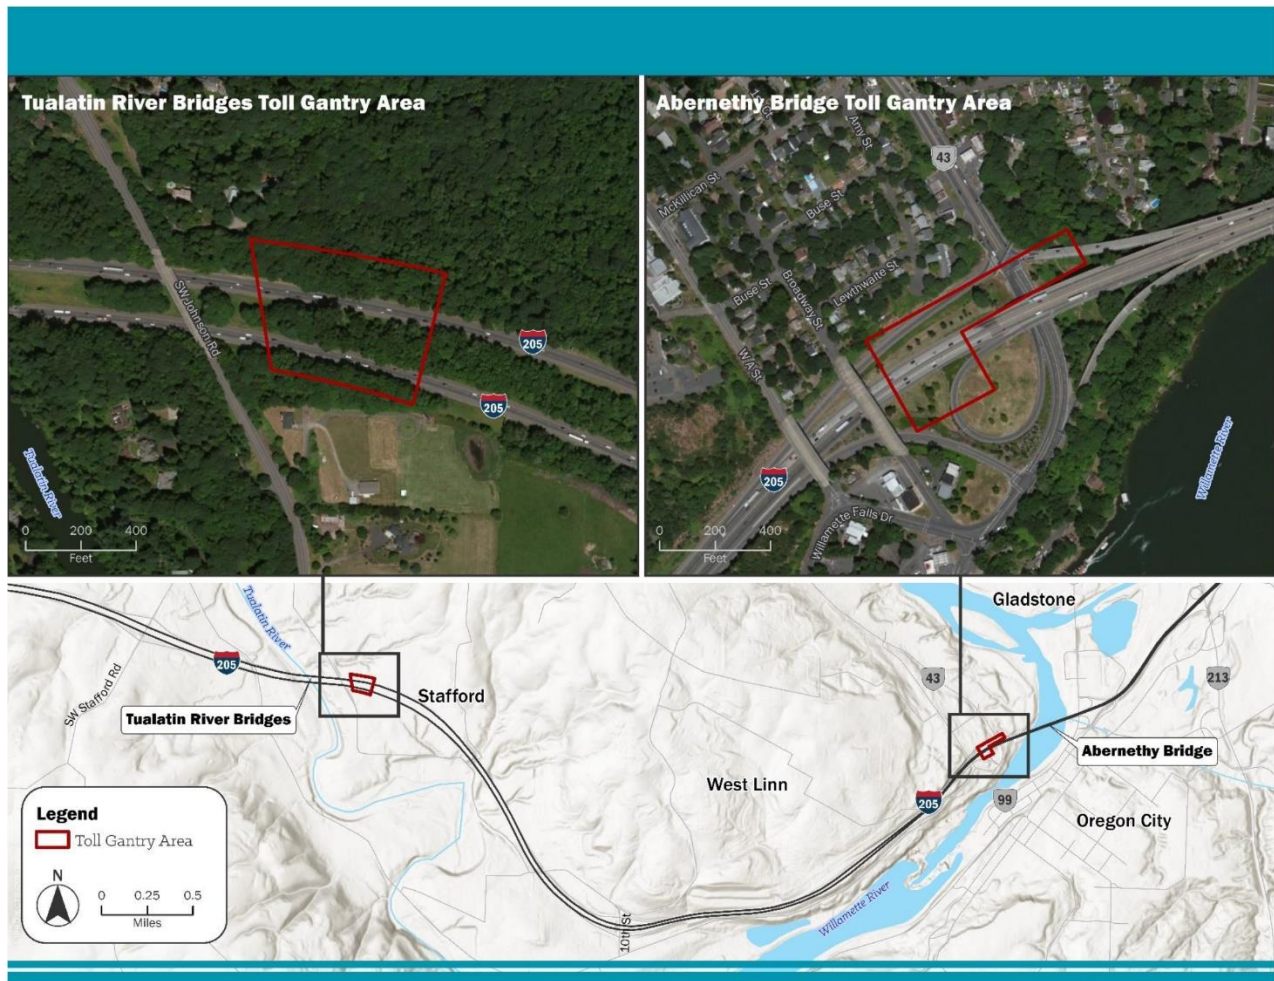 Tualatin River Bridges Toll Gantry Area
SW Johnson Rd
205
205
Tualatin River
0 200 400
Feet
Abernethy Bridge Toll Gantry Area
Amy St
43
McKillican St
Buse St
Buse St
Broadway St
Lewthwaite St
W A St
205
Willamette Falls Dr
Willamette River
0 200 400
Feet
Tualatin River
205
SW Stafford Rd
Tualatin River Bridges
Stafford
Gladstone
43
213
Abernethy Bridge
West Linn
205
99
Oregon City
10th St
Willamette River
Legend
Toll Gantry Area
N
0 0.25 0.5
Miles